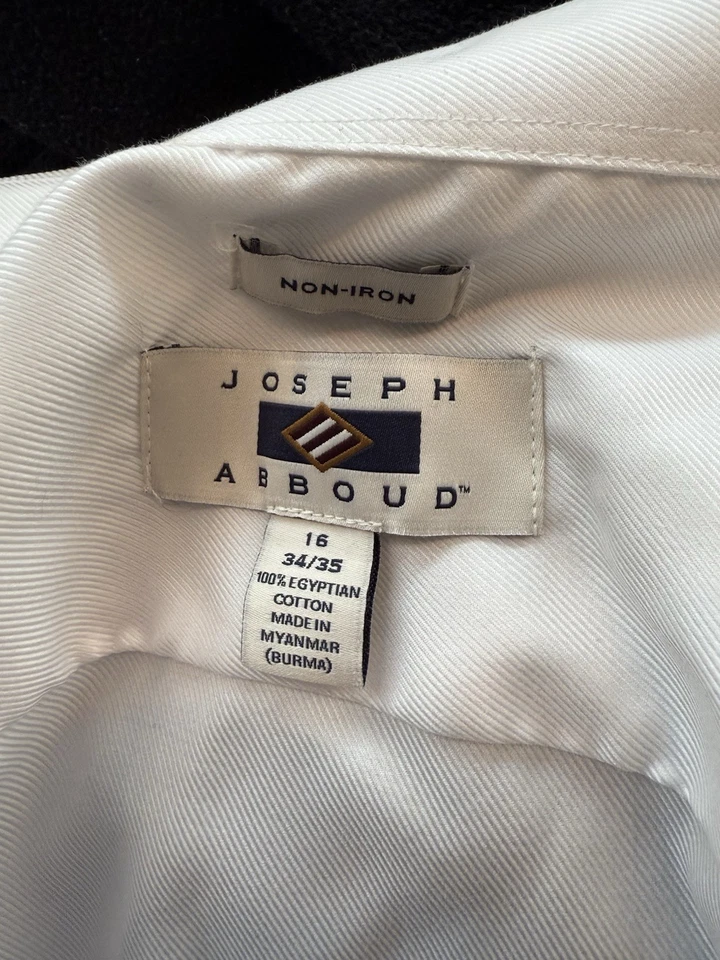 NON-IRON
JOSEPH
ABBOUD™
16
34/35
100% EGYPTIAN
COTTON
MADE IN
MYANMAR
(BURMA)